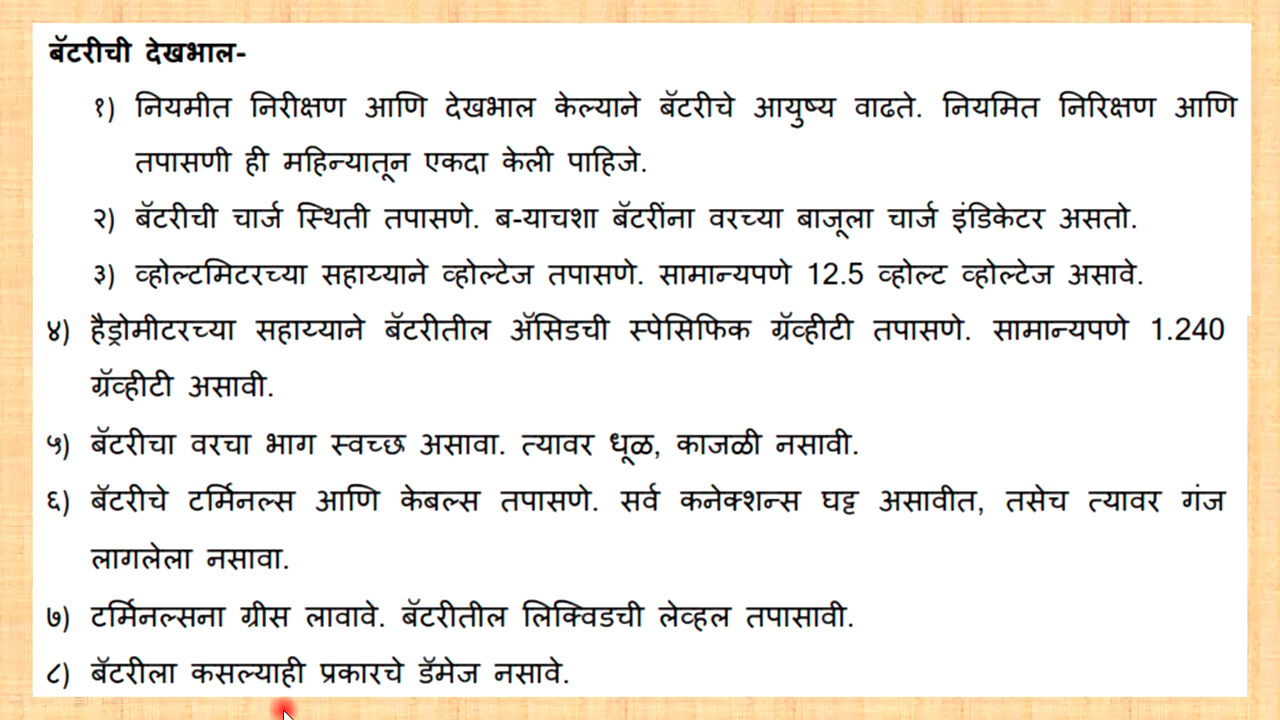 बॅटरीची देखभाल-
१) नियमीत निरीक्षण आणि देखभाल केल्याने बॅटरीचे आयुष्य वाढते. नियमित निरिक्षण आणि
तपासणी ही महिन्यातून एकदा केली पाहिजे.
२) बॅटरीची चार्ज स्थिती तपासणे. ब-याचशा बॅटरींना वरच्या बाजूला चार्ज इंडिकेटर असतो.
३) व्होल्टमिटरच्या सहाय्याने व्होल्टेज तपासणे. सामान्यपणे 12.5 व्होल्ट व्होल्टेज असावे.
४) हैड्रोमीटरच्या सहाय्याने बॅटरीतील ॲसिडची स्पेसिफिक ग्रॅव्हीटी तपासणे. सामान्यपणे 1.240
ग्रॅव्हीटी असावी.
५) बॅटरीचा वरचा भाग स्वच्छ असावा. त्यावर धूळ, काजळी नसावी.
६) बॅटरीचे टर्मिनल्स आणि केबल्स तपासणे. सर्व कनेक्शन्स घट्ट असावीत, तसेच त्यावर गंज
लागलेला नसावा.
७) टर्मिनल्सना ग्रीस लावावे. बॅटरीतील लिक्विडची लेव्हल तपासावी.
८) बॅटरीला कसल्याही प्रकारचे डॅमेज नसावे.